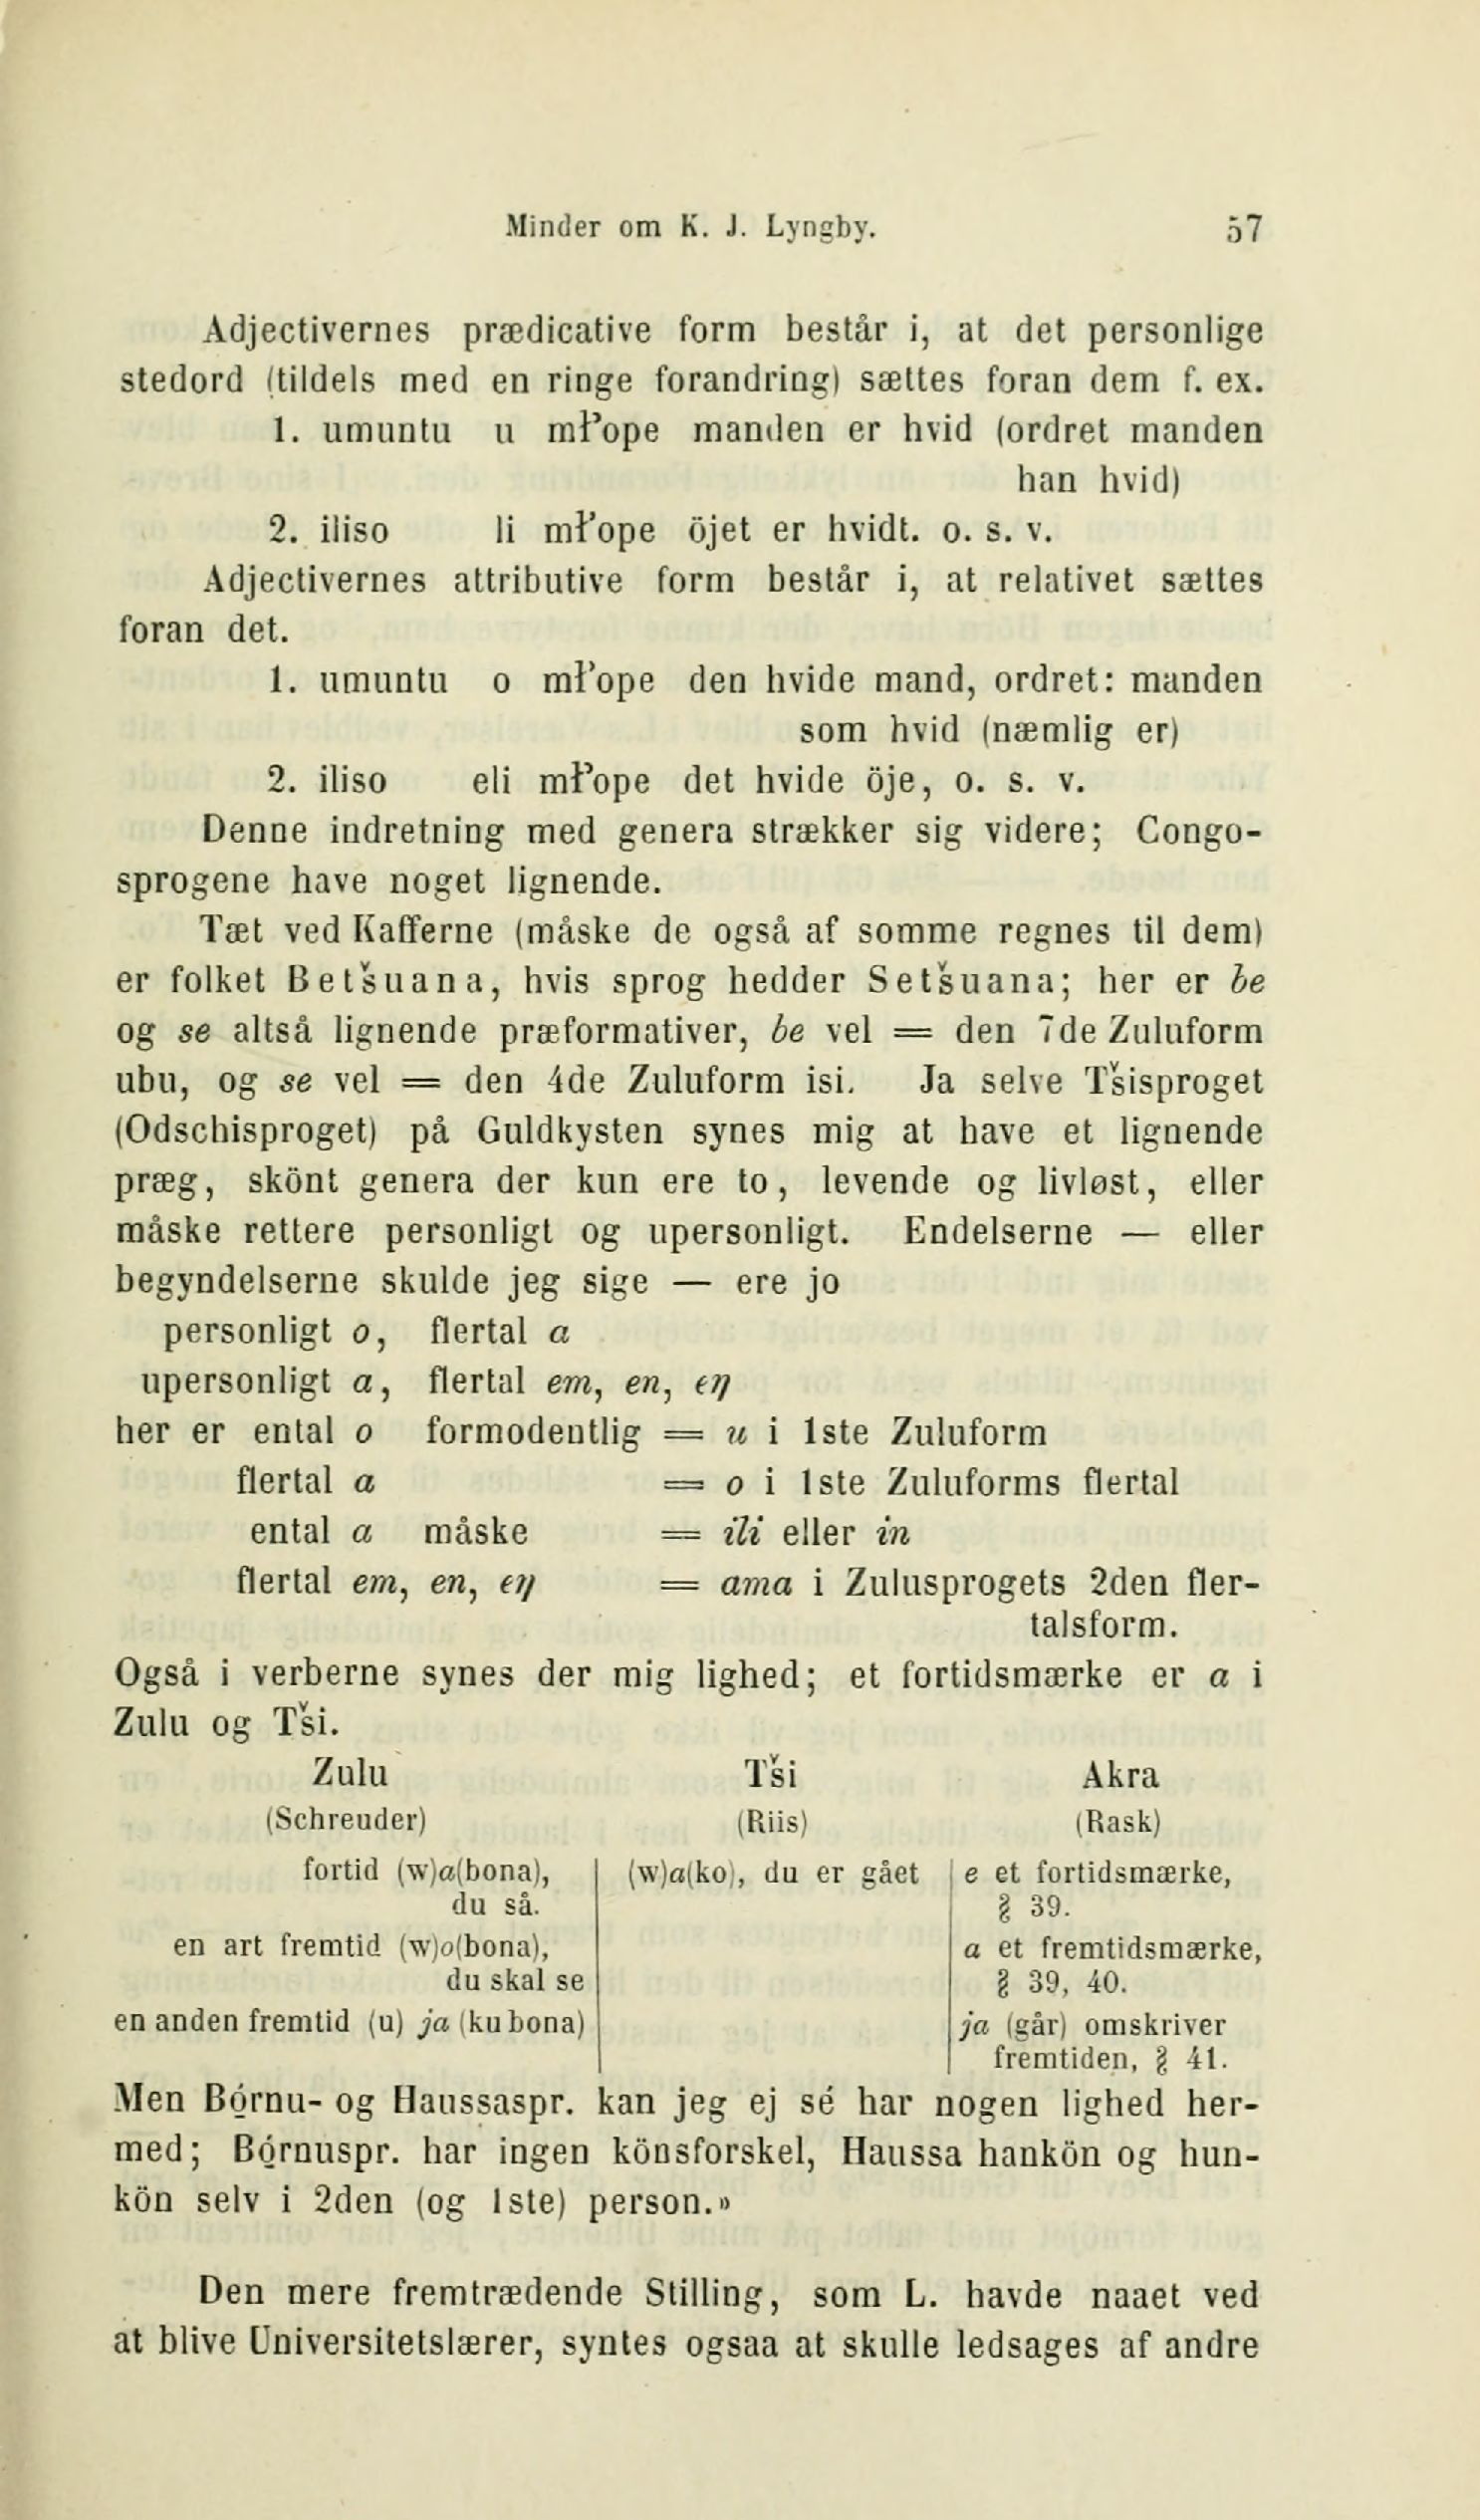 Minder om K. J. Lyngby. 57
Adjectivernes prædicative form består i, at det personlige
stedord (tildels med en ringe forandring) sættes foran dem f. ex.
1. umuntu u mł’ope manden er hvid (ordret manden
han hvid)
2. iliso li mł’ope öjet er hvidt. o. s. v.
Adjectivernes attributive form består i, at relativet sættes
foran det.
1. umuntu o mł’ope den hvide mand, ordret: manden
som hvid (næmlig er)
2. iliso eli mł’ope det hvide öje, o. s. v.
Denne indretning med genera strækker sig videre; Congo-
sprogene have noget lignende.
Tæt ved Kafferne (måske de også af somme regnes til dem)
er folket Betšuana, hvis sprog hedder Setšuana; her er be
og se altså lignende præformativer, be vel = den 7de Zuluform
ubu, og se vel = den 4de Zuluform isi. Ja selve Tšisproget
(Odschisproget) på Guldkysten synes mig at have et lignende
præg, skönt genera der kun ere to, levende og livløst, eller
måske rettere personligt og upersonligt. Endelserne — eller
begyndelserne skulde jeg sige — ere jo
personligt o, flertal a
upersonligt a, flertal em, en, eŋ
her er ental o formodentlig = u i 1ste Zuluform
flertal a = o i 1ste Zuluforms flertal
ental a måske = ili eller in
flertal em, en, eŋ = ama i Zulusprogets 2den fler-
talsform.
Også i verberne synes der mig lighed; et fortidsmærke er a i
Zulu og Tši.
Zulu Tši Akra
(Schreuder) (Riis) (Rask)
fortid (w)a(bona), (w)a(ko), du er gået e et fortidsmærke,
du så. § 39.
en art fremtid (w)o(bona), a et fremtidsmærke,
du skal se § 39, 40.
en anden fremtid (u) ja (ku bona) ja (går) omskriver
fremtiden, § 41.
Men Bọ́rnu- og Haussaspr. kan jeg ej sé har nogen lighed her-
med; Bọ́rnuspr. har ingen könsforskel, Haussa hankön og hun-
kön selv i 2den (og 1ste) person.»
Den mere fremtrædende Stilling, som L. havde naaet ved
at blive Universitetslærer, syntes ogsaa at skulle ledsages af andre